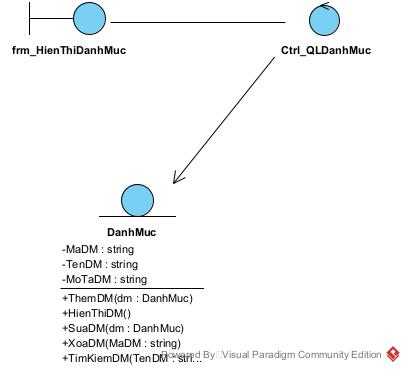 frm_HienThiDanhMuc
Ctrl_QLDanhMuc
DanhMuc
-MaDM : string
-TenDM : string
-MoTaDM : string
+ThemDM(dm : DanhMuc)
+HienThiDM()
+SuaDM(dm : DanhMuc)
+XoaDM(MaDM : string)
+TimKiemDM(TenDM : stri...
Powered By Visual Paradigm Community Edition